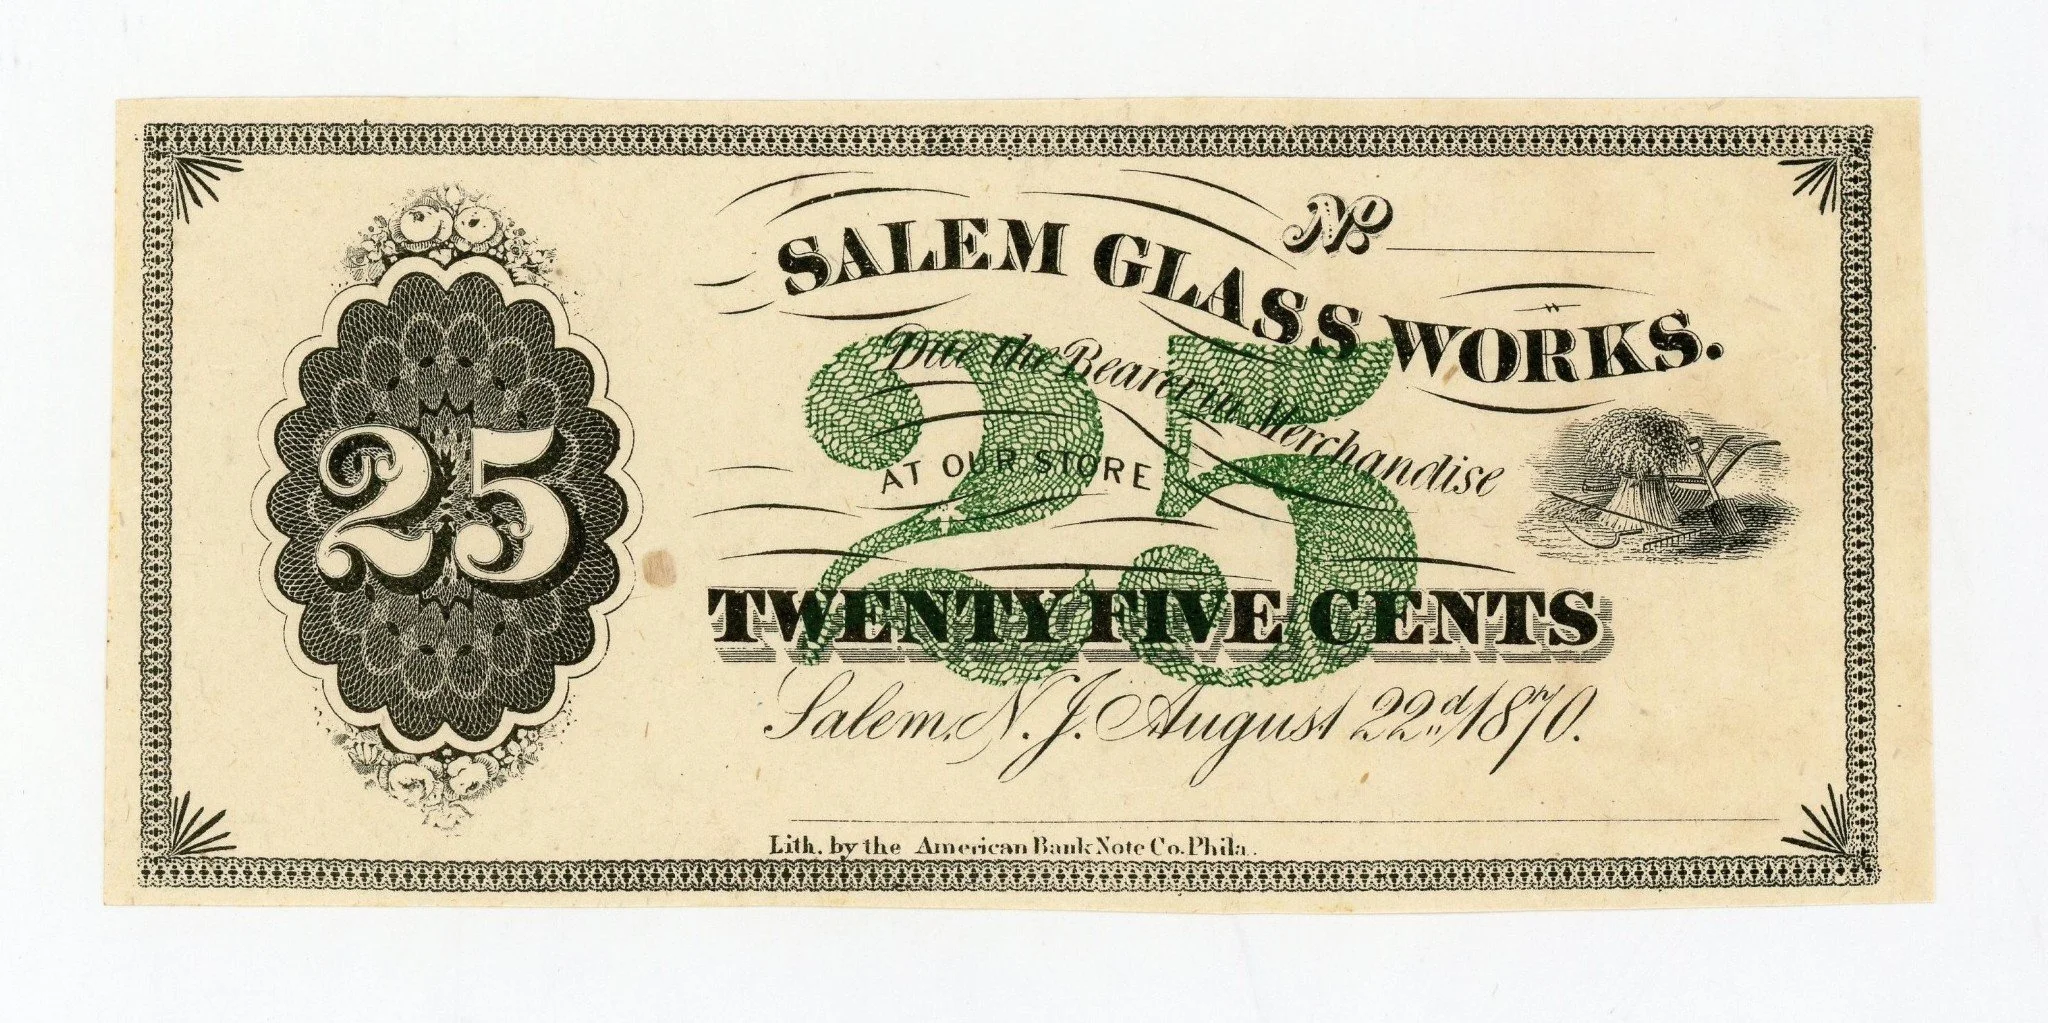 No.
SALEM GLASS WORKS.
Due the Bearer in Merchandise
AT OUR STORE
25
25
TWENTY FIVE CENTS
Salem, N. J. August 22d 1870.
Lith. by the American Bank Note Co. Phila.